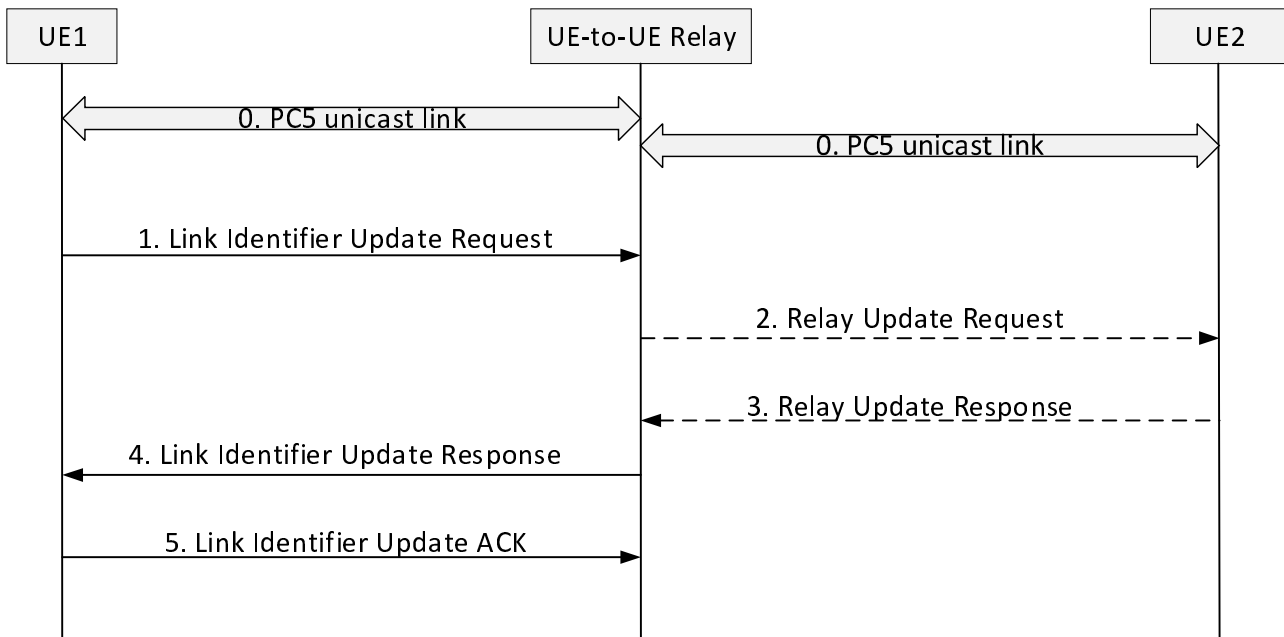 UE1
UE-to-UE Relay
UE2
0. PC5 unicast link
0. PC5 unicast link
1. Link Identifier Update Request
2. Relay Update Request
3. Relay Update Response
4. Link Identifier Update Response
5. Link Identifier Update ACK